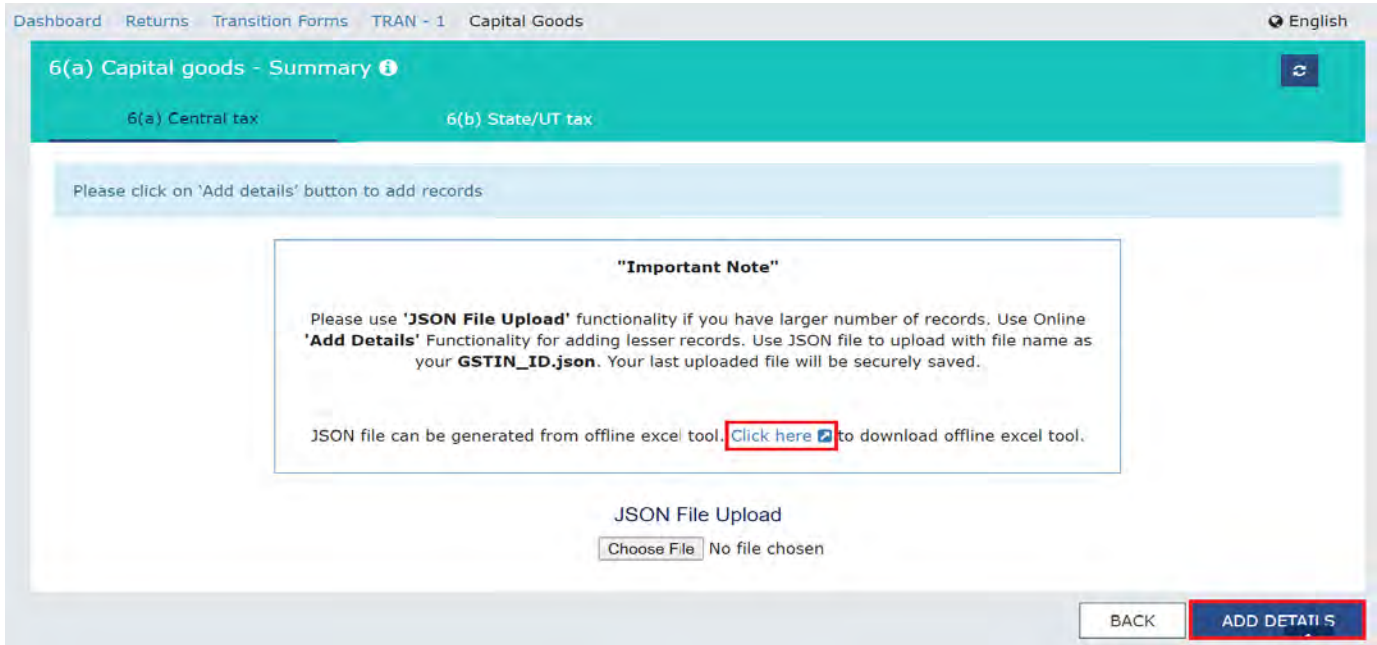 Dashboard Returns Transition Forms TRAN - 1 Capital Goods English
6(a) Capital goods - Summary
6(a) Central tax 6(b) State/UT tax
Please click on 'Add details' button to add records
"Important Note"
Please use 'JSON File Upload' functionality if you have larger number of records. Use Online
'Add Details' Functionality for adding lesser records. Use JSON file to upload with file name as
your GSTIN_ID.json. Your last uploaded file will be securely saved.
JSON file can be generated from offline excel tool. Click here to download offline excel tool.
JSON File Upload
Choose File No file chosen
BACK ADD DETAILS